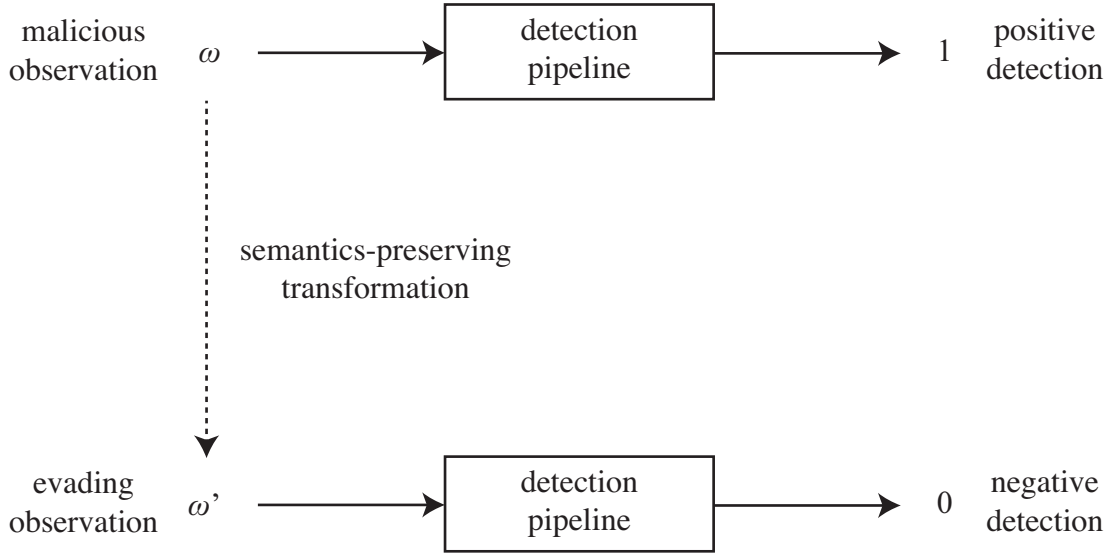 malicious
observation
ω
detection
pipeline
1
positive
detection
semantics-preserving
transformation
evading
observation
ω’
detection
pipeline
0
negative
detection